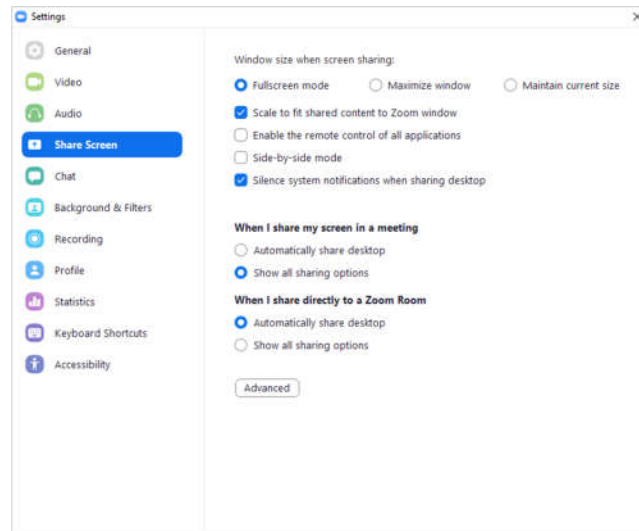 Settings
General
Video
Audio
Share Screen
Chat
Background & Filters
Recording
Profile
Statistics
Keyboard Shortcuts
Accessibility
Window size when screen sharing:
Fullscreen mode Maximize window Maintain current size
Scale to fit shared content to Zoom window
Enable the remote control of all applications
Side-by-side mode
Silence system notifications when sharing desktop
When I share my screen in a meeting
Automatically share desktop
Show all sharing options
When I share directly to a Zoom Room
Automatically share desktop
Show all sharing options
Advanced